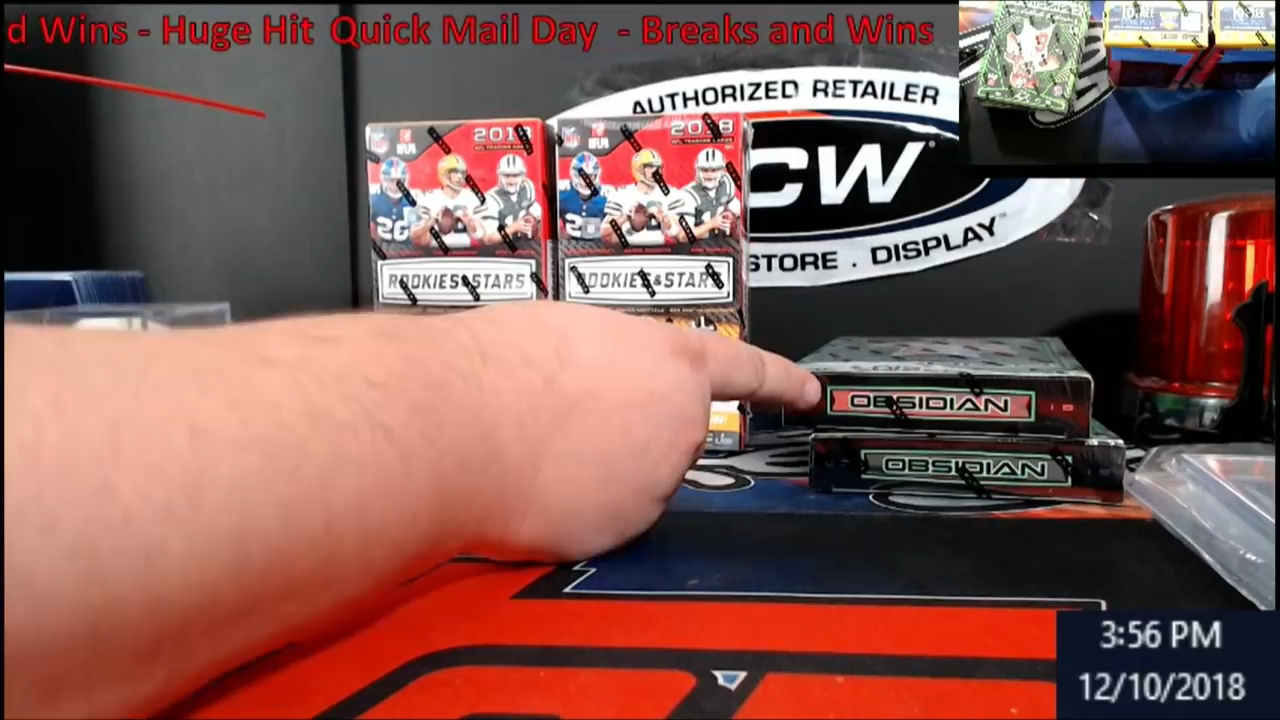 d Wins - Huge Hit Quick Mail Day - Breaks and Wins
AUTHORIZED RETAILER
CW
STORE . DISPLAY
2018
2018
ROOKIES & STARS
ROOKIES & STARS
OBSIDIAN
OBSIDIAN
3:56 PM
12/10/2018